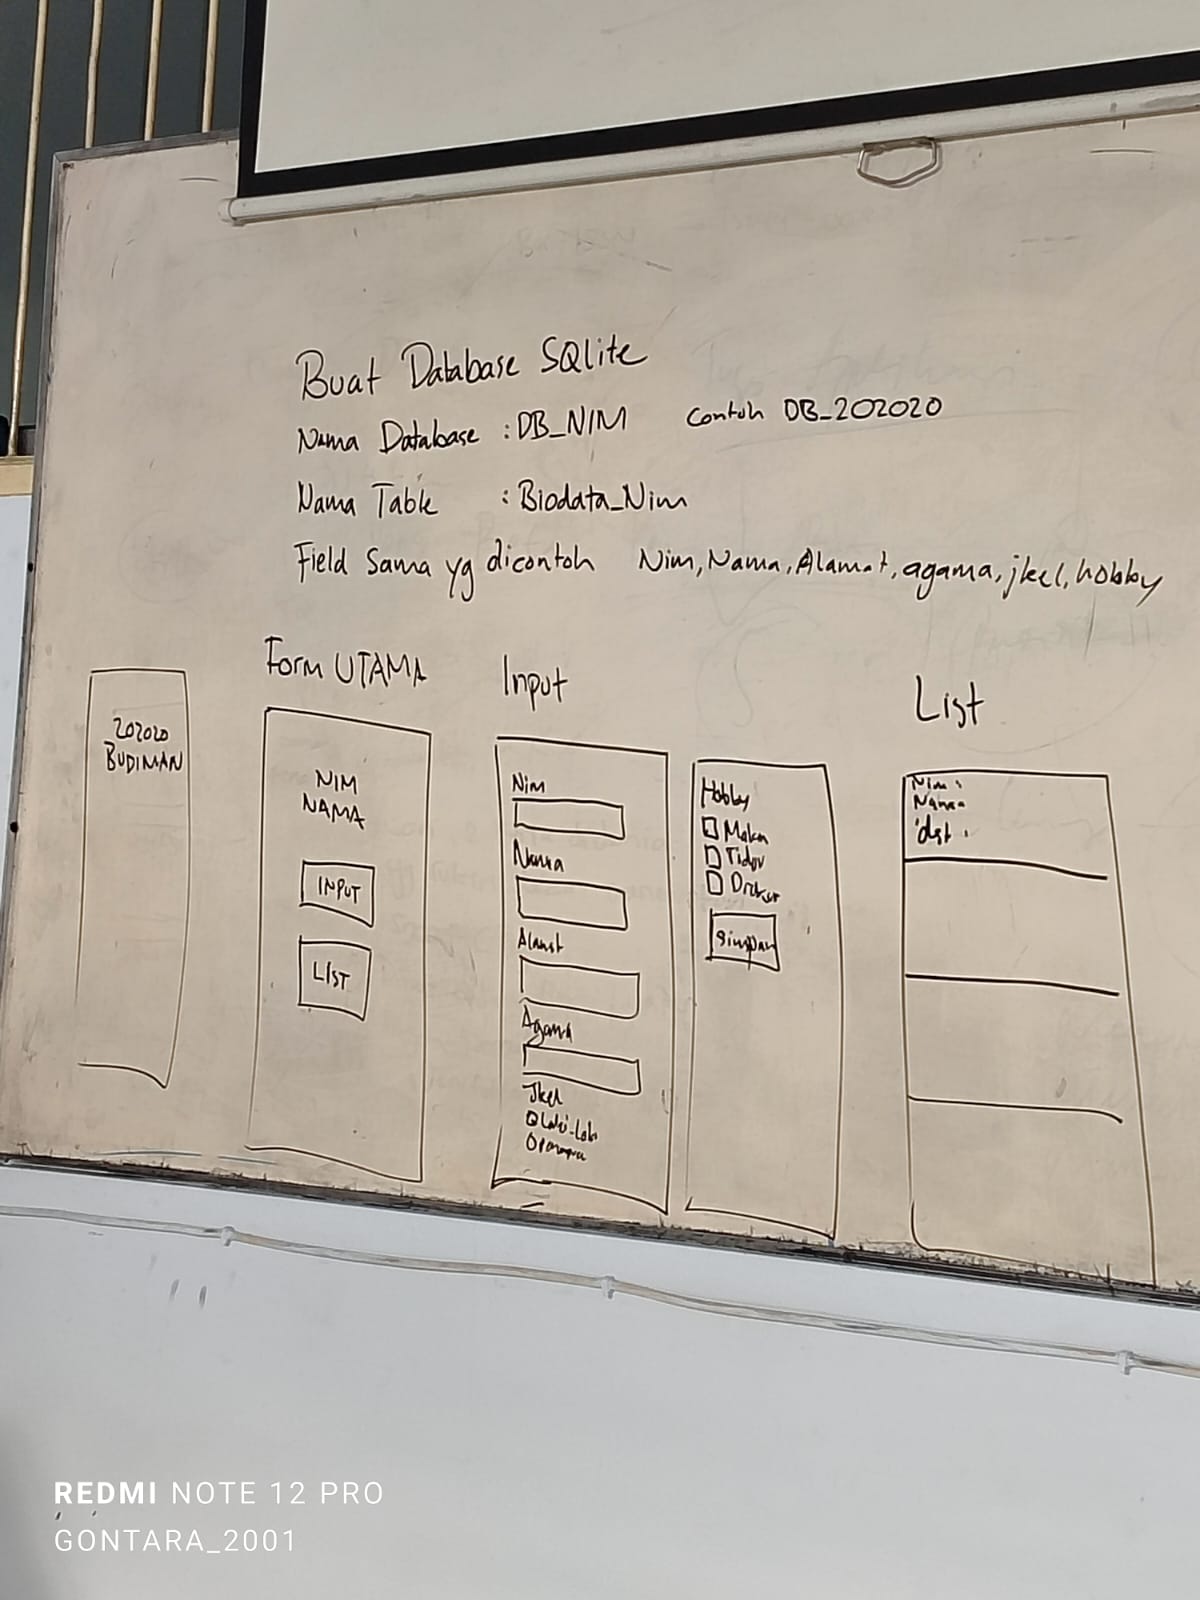 Buat Database SQlite
Nama Database : DB_NIM contoh DB_202020
Nama Table : Biodata_Nim
Field Sama yg dicontoh Nim, Nama, Alamat, agama, jkel, hobby
202020
BUDIMAN
Form UTAMA
NIM
NAMA
INPUT
LIST
Input
Nim
Nama
Alamat
Agama
Jkel
Laki-laki
Hobby
Makan
Tidur
Simpan
List
Nim :
Nama
dst :
REDMI NOTE 12 PRO
GONTARA_2001